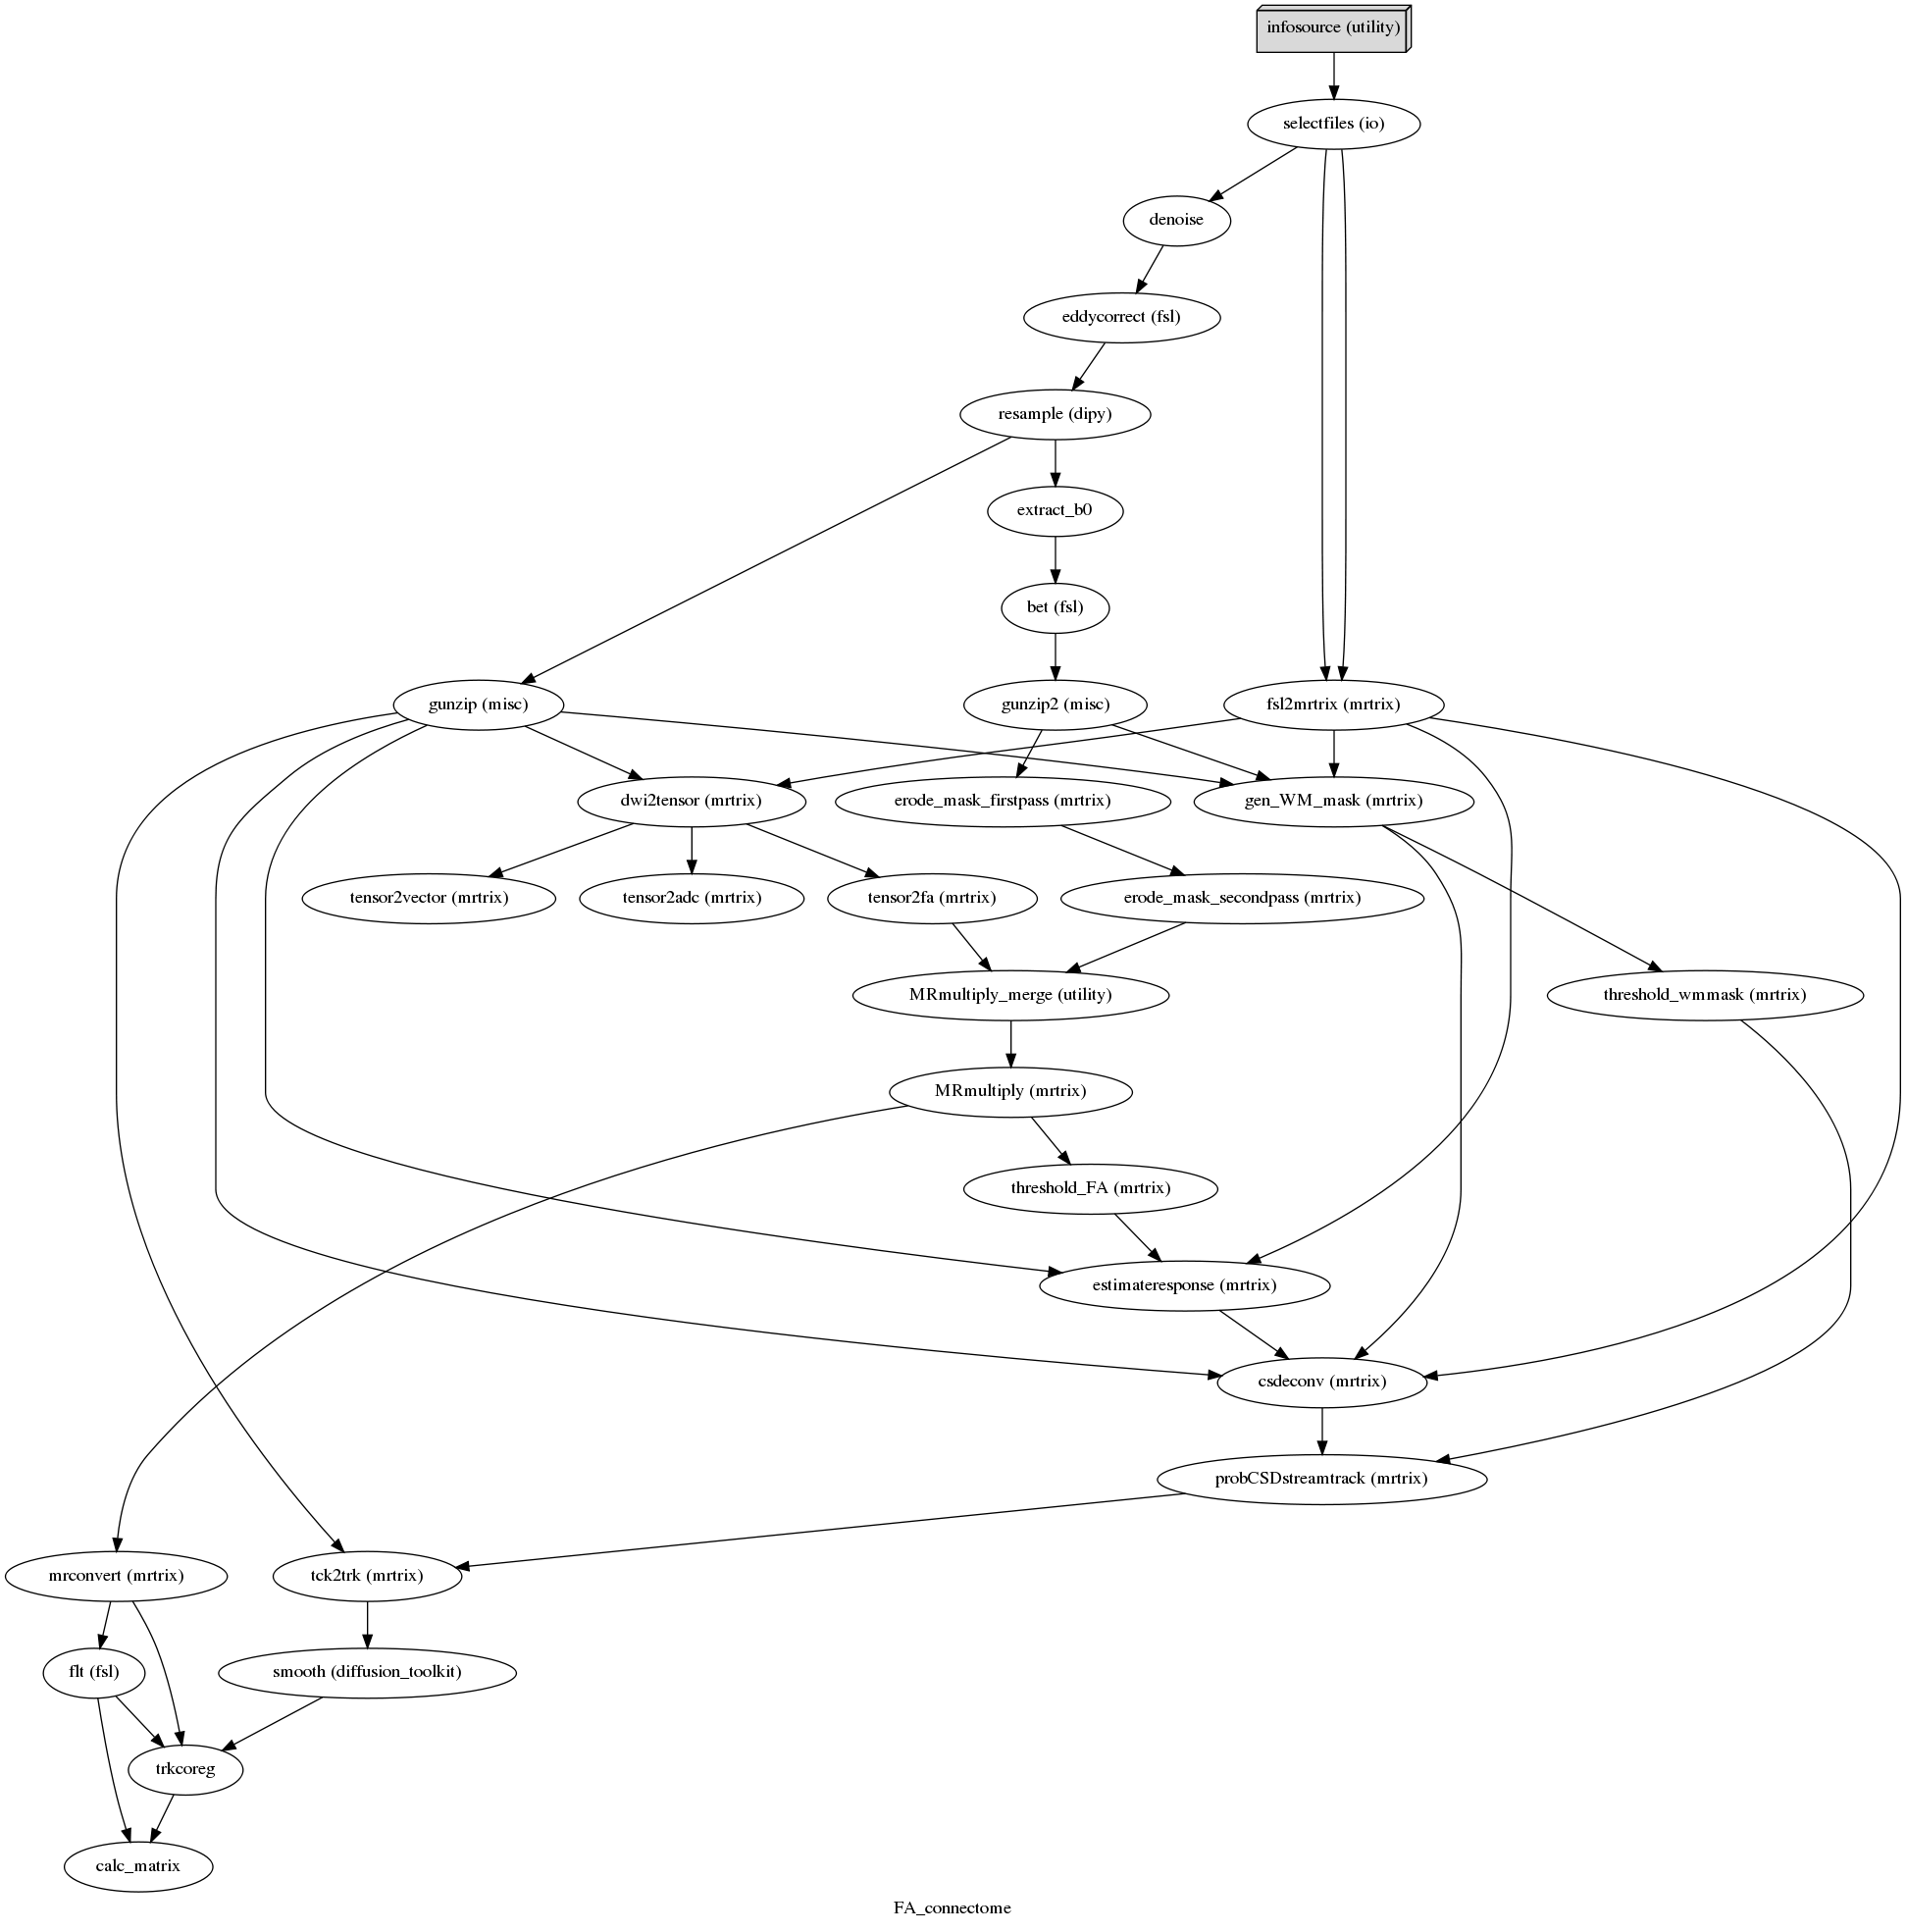 infosource (utility)
selectfiles (io)
denoise
eddycorrect (fsl)
resample (dipy)
extract_b0
bet (fsl)
gunzip (misc)
gunzip2 (misc)
fsl2mrtrix (mrtrix)
dwi2tensor (mrtrix)
erode_mask_firstpass (mrtrix)
gen_WM_mask (mrtrix)
tensor2vector (mrtrix)
tensor2adc (mrtrix)
tensor2fa (mrtrix)
erode_mask_secondpass (mrtrix)
MRmultiply_merge (utility)
threshold_wmmask (mrtrix)
MRmultiply (mrtrix)
threshold_FA (mrtrix)
estimateresponse (mrtrix)
csdeconv (mrtrix)
probCSDstreamtrack (mrtrix)
mrconvert (mrtrix)
tck2trk (mrtrix)
flt (fsl)
smooth (diffusion_toolkit)
trkcoreg
calc_matrix
FA_connectome